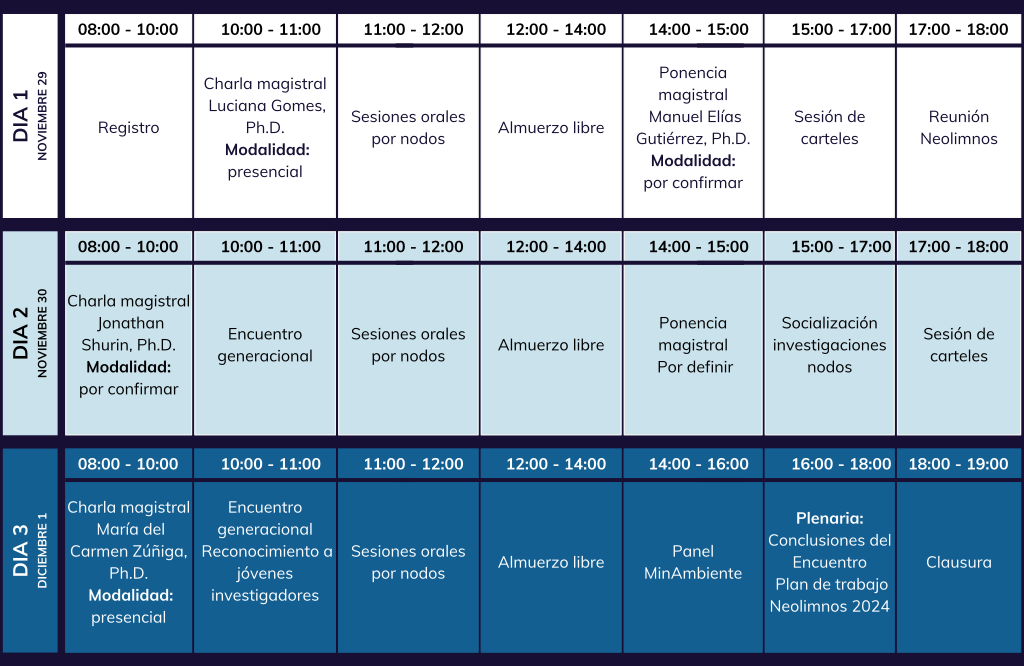 DIA 1
NOVIEMBRE 29
08:00 - 10:00
Registro
10:00 - 11:00
Charla magistral
Luciana Gomes,
Ph.D.
Modalidad:
presencial
11:00 - 12:00
Sesiones orales
por nodos
12:00 - 14:00
Almuerzo libre
14:00 - 15:00
Ponencia
magistral
Manuel Elías
Gutiérrez, Ph.D.
Modalidad:
por confirmar
15:00 - 17:00
Sesión de
carteles
17:00 - 18:00
Reunión
Neolimnos
DIA 2
NOVIEMBRE 30
08:00 - 10:00
Charla magistral
Jonathan
Shurin, Ph.D.
Modalidad:
por confirmar
10:00 - 11:00
Encuentro
generacional
11:00 - 12:00
Sesiones orales
por nodos
12:00 - 14:00
Almuerzo libre
14:00 - 15:00
Ponencia
magistral
Por definir
15:00 - 17:00
Socialización
investigaciones
nodos
17:00 - 18:00
Sesión de
carteles
DIA 3
DICIEMBRE 1
08:00 - 10:00
Charla magistral
María del
Carmen Zúñiga,
Ph.D.
Modalidad:
presencial
10:00 - 11:00
Encuentro
generacional
Reconocimiento a
jóvenes
investigadores
11:00 - 12:00
Sesiones orales
por nodos
12:00 - 14:00
Almuerzo libre
14:00 - 16:00
Panel
MinAmbiente
16:00 - 18:00
Plenaria:
Conclusiones del
Encuentro
Plan de trabajo
Neolimnos 2024
18:00 - 19:00
Clausura